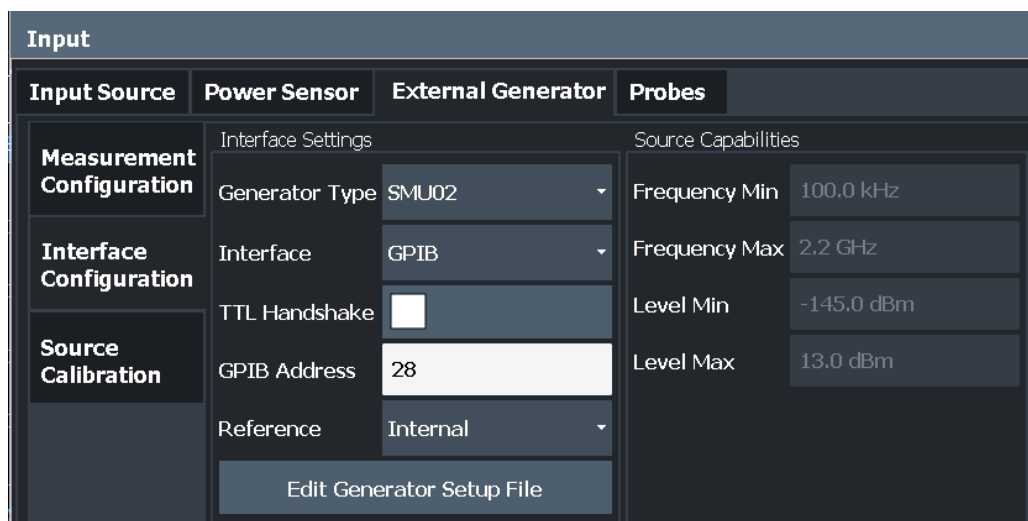 Input
Input Source Power Sensor External Generator Probes
Measurement
Configuration
Interface
Configuration
Source
Calibration
Interface Settings
Generator Type SMU02
Interface GPIB
TTL Handshake
GPIB Address 28
Reference Internal
Edit Generator Setup File
Source Capabilities
Frequency Min 100.0 kHz
Frequency Max 2.2 GHz
Level Min -145.0 dBm
Level Max 13.0 dBm